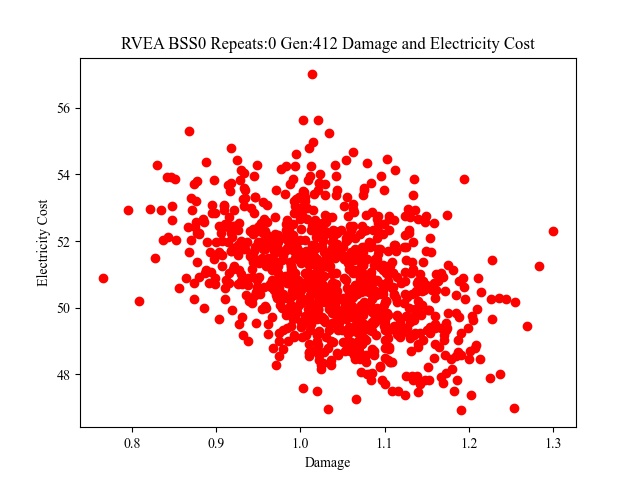 RVEA BSS0 Repeats:0 Gen:412 Damage and Electricity Cost
Electricity Cost
56
54
52
50
48
0.8 0.9 1.0 1.1 1.2 1.3
Damage